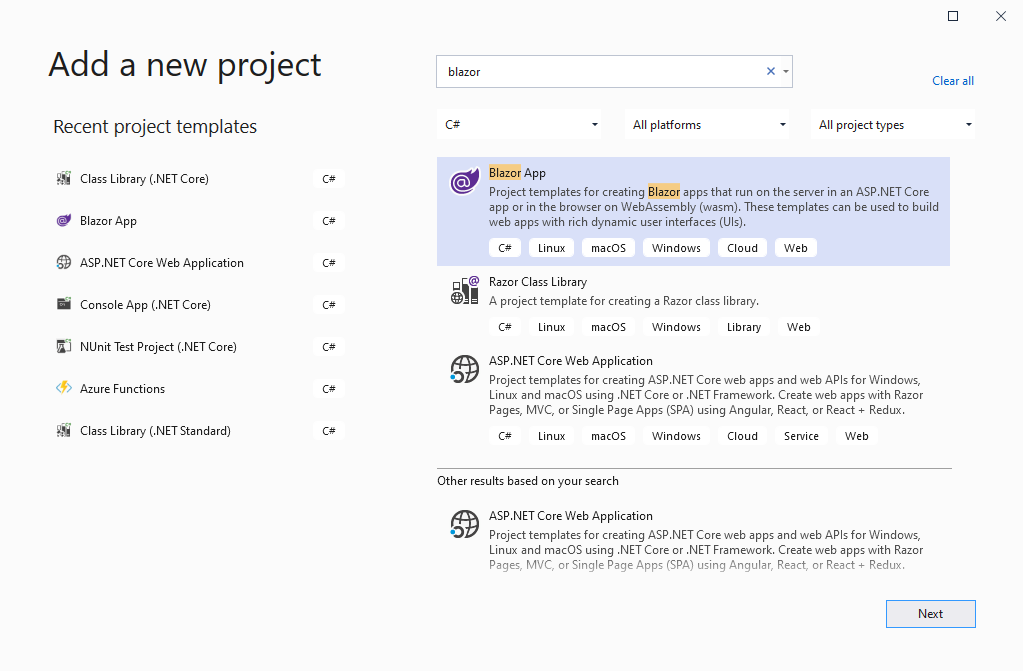 Add a new project
Recent project templates
Class Library (.NET Core) C#
Blazor App C#
ASP.NET Core Web Application C#
Console App (.NET Core) C#
NUnit Test Project (.NET Core) C#
Azure Functions C#
Class Library (.NET Standard) C#
blazor
Clear all
C# All platforms All project types
Blazor App
Project templates for creating Blazor apps that run on the server in an ASP.NET Core
app or in the browser on WebAssembly (wasm). These templates can be used to build
web apps with rich dynamic user interfaces (UIs).
C# Linux macOS Windows Cloud Web
Razor Class Library
A project template for creating a Razor class library.
C# Linux macOS Windows Library Web
ASP.NET Core Web Application
Project templates for creating ASP.NET Core web apps and web APIs for Windows,
Linux and macOS using .NET Core or .NET Framework. Create web apps with Razor
Pages, MVC, or Single Page Apps (SPA) using Angular, React, or React + Redux.
C# Linux macOS Windows Cloud Service Web
Other results based on your search
ASP.NET Core Web Application
Project templates for creating ASP.NET Core web apps and web APIs for Windows,
Linux and macOS using .NET Core or .NET Framework. Create web apps with Razor
Pages, MVC, or Single Page Apps (SPA) using Angular, React, or React + Redux.
Next